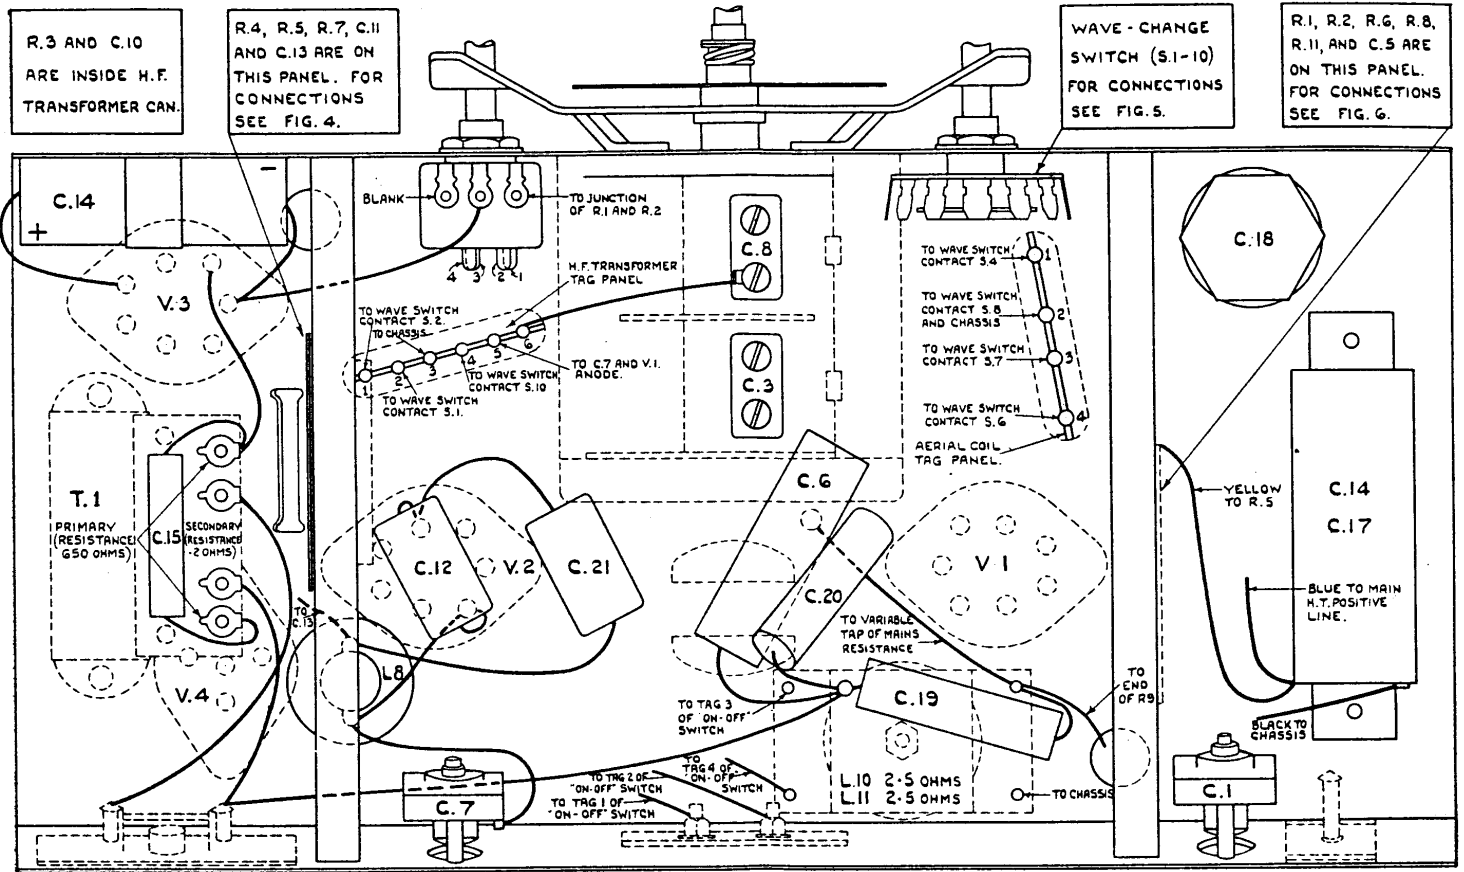 R.3 AND C.10
ARE INSIDE H.F.
TRANSFORMER CAN.
R.4, R.5, R.7, C.11
AND C.13 ARE ON
THIS PANEL. FOR
CONNECTIONS
SEE FIG. 4.
WAVE-CHANGE
SWITCH (S.1-10)
FOR CONNECTIONS
SEE FIG. 5.
R.1, R.2, R.6, R.8,
R.11, AND C.5 ARE
ON THIS PANEL.
FOR CONNECTIONS
SEE FIG. 6.
C.14
-
+
V.3
BLANK
TO JUNCTION
OF R.1 AND R.2
4 3 2 1
H.F. TRANSFORMER
TAG PANEL
TO WAVE SWITCH
CONTACT S.2.
TO CHASSIS
1 2 3 4 5 6
TO C.7 AND V.1.
ANODE.
TO WAVE SWITCH
CONTACT S.10
TO WAVE SWITCH
CONTACT S.1.
C.8
C.3
TO WAVE SWITCH
CONTACT S.4
1
TO WAVE SWITCH
CONTACT S.8
AND CHASSIS
2
TO WAVE SWITCH
CONTACT S.7
3
TO WAVE SWITCH
CONTACT S.6
4
AERIAL COIL
TAG PANEL.
C.18
T.1
PRIMARY
(RESISTANCE
650 OHMS)
C.15
SECONDARY
(RESISTANCE
·2 OHMS)
V.4
TO
C.13
L8
C.12
V.2
C.21
C.6
C.20
V.1
YELLOW
TO R.5
C.14
C.17
BLUE TO MAIN
H.T. POSITIVE
LINE.
BLACK TO
CHASSIS
TO VARIABLE
TAP OF MAINS
RESISTANCE
TO
END
OF R9
TO TAG 3
OF "ON-OFF"
SWITCH
C.19
L.10 2·5 OHMS
L.11 2·5 OHMS
TO CHASSIS
TO
TAG 4 OF
"ON-OFF"
SWITCH
TO TAG 2 OF
"ON-OFF" SWITCH
TO TAG 1 OF
"ON-OFF" SWITCH
C.7
C.1